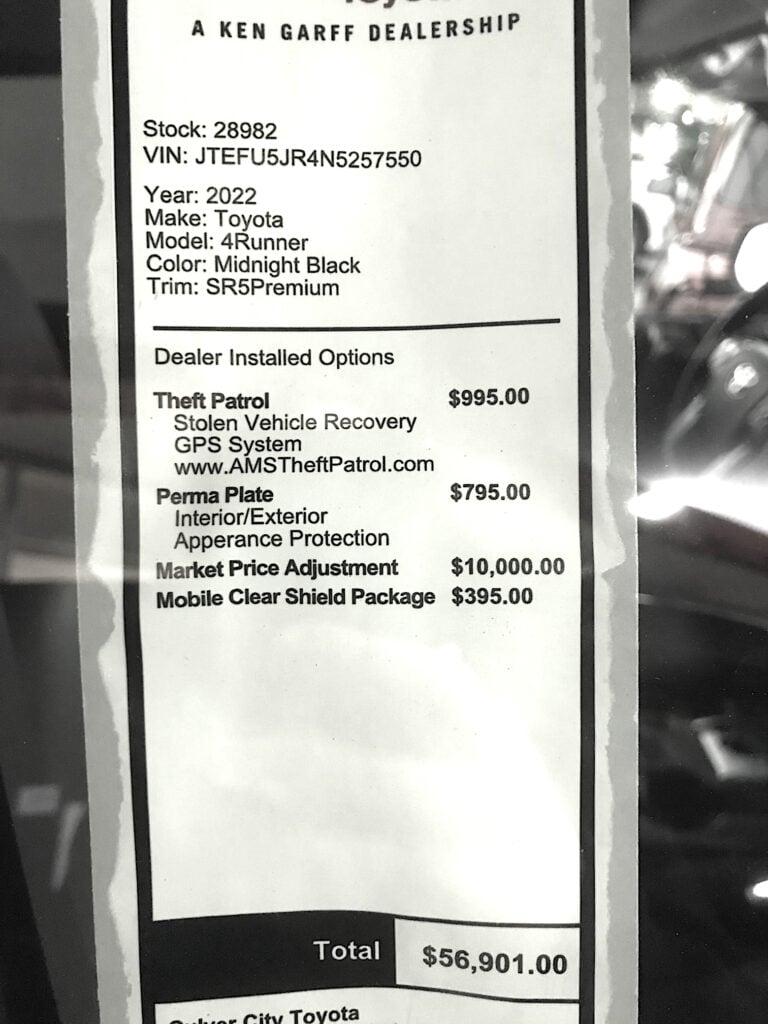 A KEN GARFF DEALERSHIP
Stock: 28982
VIN: JTEFU5JR4N5257550
Year: 2022
Make: Toyota
Model: 4Runner
Color: Midnight Black
Trim: SR5Premium
Dealer Installed Options
Theft Patrol $995.00
Stolen Vehicle Recovery
GPS System
www.AMSTheftPatrol.com
Perma Plate $795.00
Interior/Exterior
Apperance Protection
Market Price Adjustment $10,000.00
Mobile Clear Shield Package $395.00
Total $56,901.00
Culver City Toyota